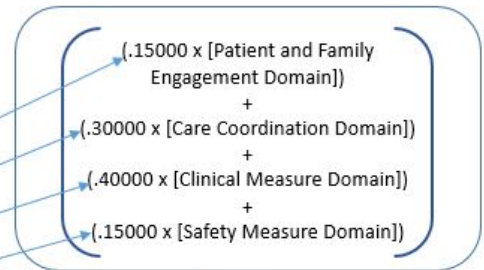 (.15000 x [Patient and Family
Engagement Domain])
+
(.30000 x [Care Coordination Domain])
+
(.40000 x [Clinical Measure Domain])
+
(.15000 x [Safety Measure Domain])